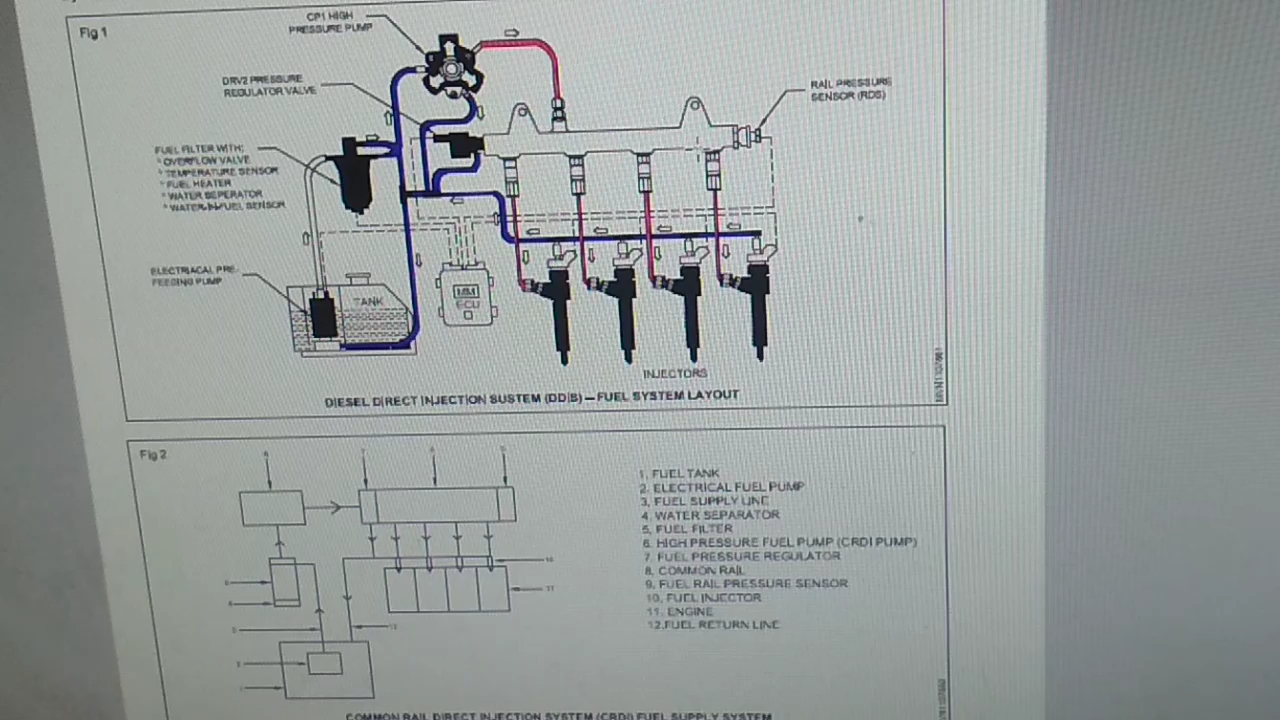 Fig 1
CP1 HIGH
PRESSURE PUMP
DRV2 PRESSURE
REGULATOR VALVE
RAIL PRESSURE
SENSOR (RDS)
FUEL FILTER WITH:
* OVERFLOW VALVE
* TEMPERATURE SENSOR
* FUEL HEATER
* WATER SEPERATOR
* WATER-IN-FUEL SENSOR
ELECTRIACAL PRE-
FEEDING PUMP
TANK
MM
ECU
INJECTORS
DIESEL DIRECT INJECTION SUSTEM (DDIS) – FUEL SYSTEM LAYOUT
Fig 2
1. FUEL TANK
2. ELECTRICAL FUEL PUMP
3. FUEL SUPPLY LINE
4. WATER SEPARATOR
5. FUEL FILTER
6. HIGH PRESSURE FUEL PUMP (CRDI PUMP)
7. FUEL PRESSURE REGULATOR
8. COMMON RAIL
9. FUEL RAIL PRESSURE SENSOR
10. FUEL INJECTOR
11. ENGINE
12.FUEL RETURN LINE
10
11
12
COMMON RAIL DIRECT INJECTION SYSTEM (CRDI) FUEL SUPPLY SYSTEM